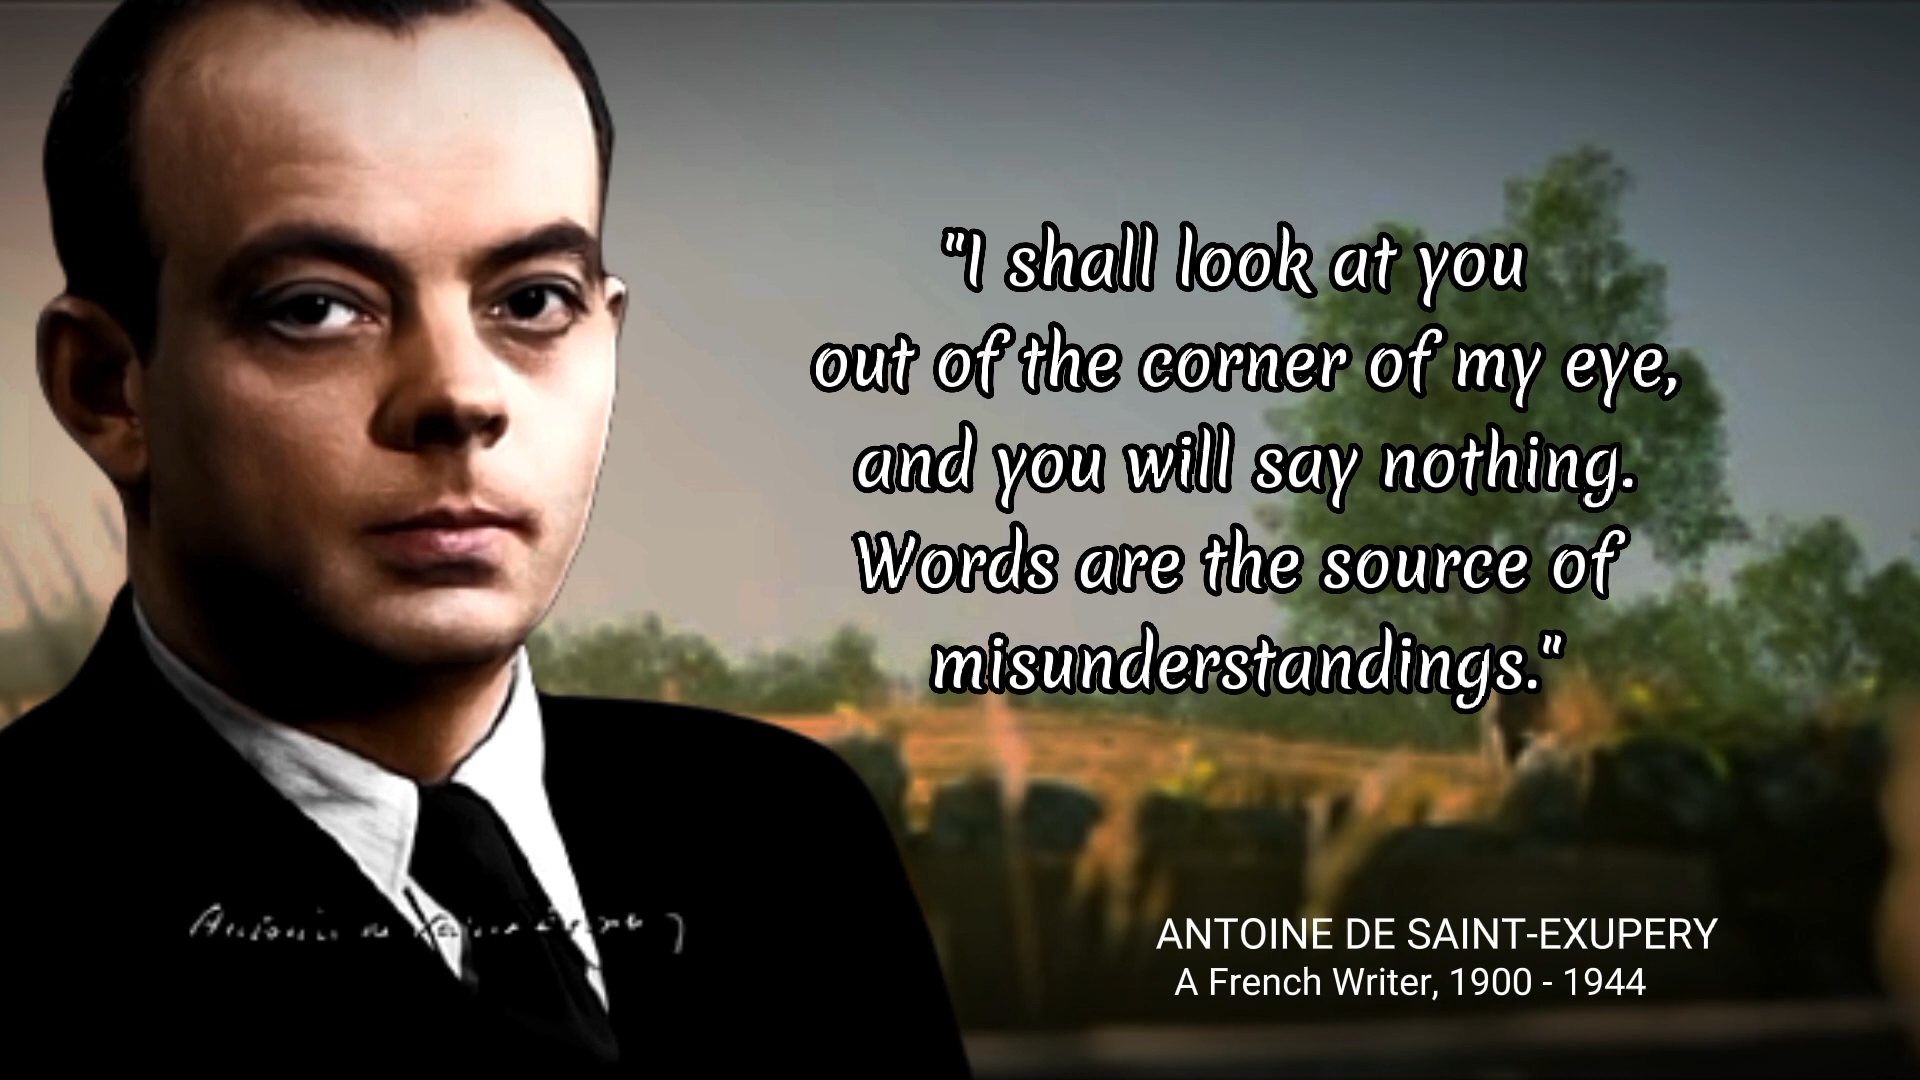 "I shall look at you
out of the corner of my eye,
and you will say nothing.
Words are the source of
misunderstandings."
ANTOINE DE SAINT-EXUPERY
A French Writer, 1900 - 1944